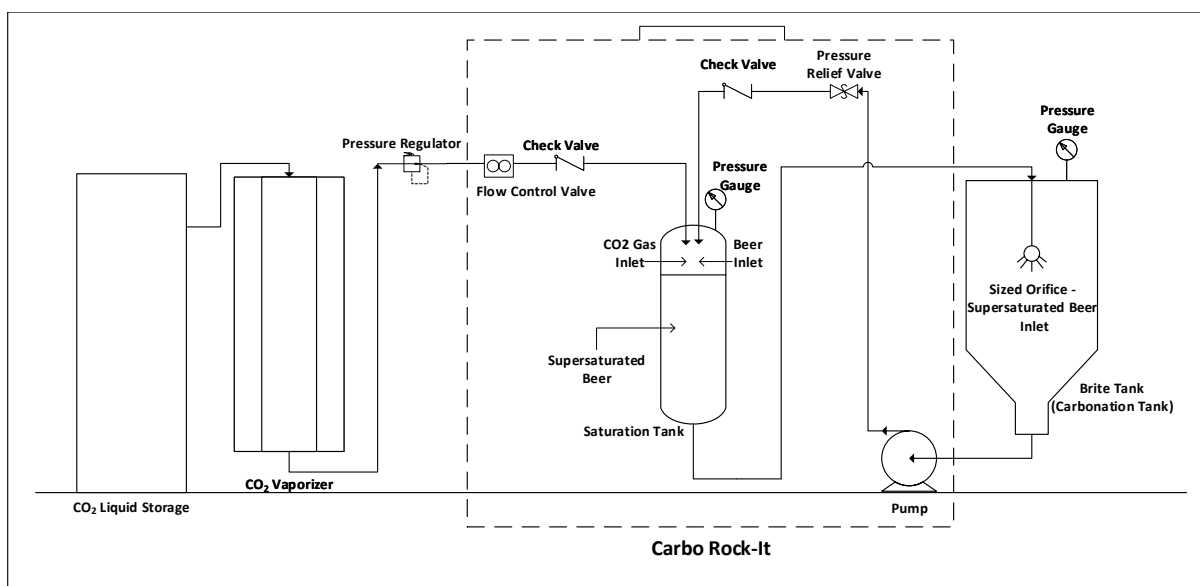 Check Valve
Pressure
Relief Valve
Pressure
Gauge
Pressure Regulator
Check Valve
Flow Control Valve
Pressure
Gauge
CO2 Gas
Inlet
Beer
Inlet
Sized Orifice -
Supersaturated Beer
Inlet
Supersaturated
Beer
Saturation Tank
Brite Tank
(Carbonation Tank)
CO₂ Vaporizer
CO₂ Liquid Storage
Pump
Carbo Rock-It